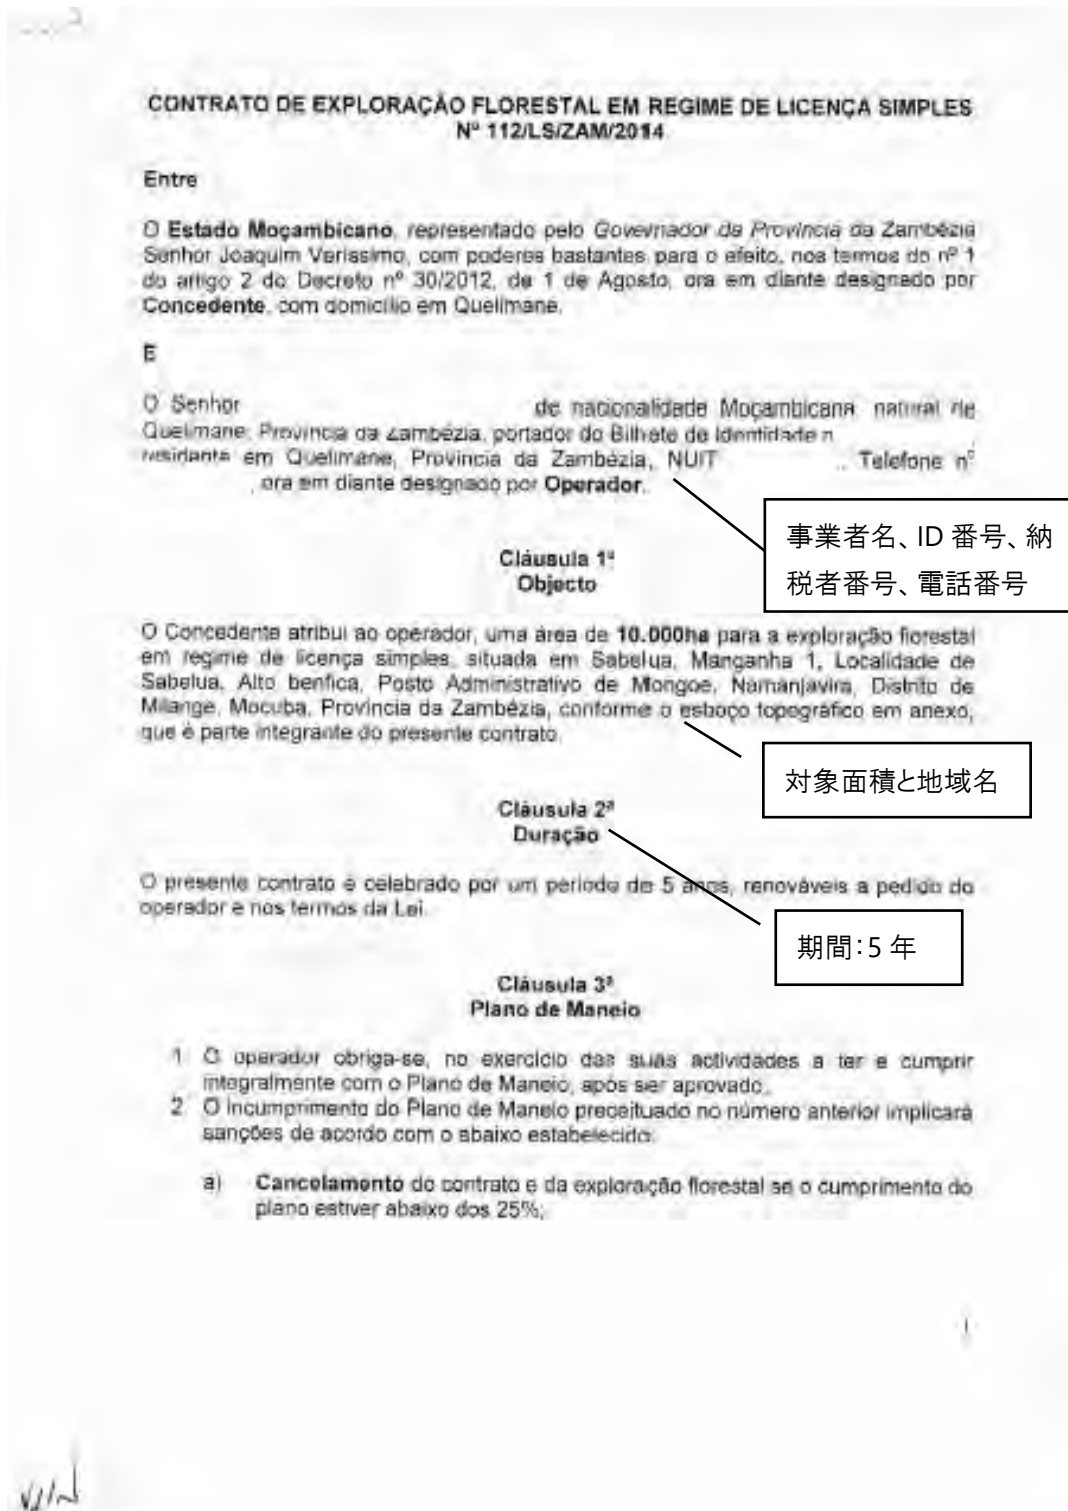 CONTRATO DE EXPLORAÇÃO FLORESTAL EM REGIME DE LICENÇA SIMPLES
Nº 112/LS/ZAM/2014
Entre
O Estado Moçambicano, representado pelo Governador da Província da Zambézia
Senhor Joaquim Veríssimo, com poderes bastantes para o efeito, nos termos do nº 1
do artigo 2 do Decreto nº 30/2012, de 1 de Agosto, ora em diante designado por
Concedente, com domicílio em Quelimane.
E
O Senhor de nacionalidade Moçambicana natural de
Quelimane, Província da Zambézia, portador do Bilhete de Identidade n
residente em Quelimane, Província da Zambézia, NUIT . Telefone nº
, ora em diante designado por Operador.
事業者名、ID 番号、納
税者番号、電話番号
Cláusula 1ª
Objecto
O Concedente atribui ao operador, uma área de 10.000ha para a exploração florestal
em regime de licença simples, situada em Sabelua, Manganha 1, Localidade de
Sabelua, Alto benfica, Posto Administrativo de Mongoe, Namanjavira, Distrito de
Milange, Mocuba, Província da Zambézia, conforme o esboço topográfico em anexo,
que é parte integrante do presente contrato.
対象面積と地域名
Cláusula 2ª
Duração
O presente contrato é celebrado por um período de 5 anos, renováveis a pedido do
operador e nos termos da Lei.
期間:5 年
Cláusula 3ª
Plano de Maneio
1 O operador obriga-se, no exercício das suas actividades a ter e cumprir
integralmente com o Plano de Maneio, após ser aprovado.
2 O incumprimento do Plano de Maneio preceituado no número anterior implicará
sanções de acordo com o abaixo estabelecido:
a) Cancelamento do contrato e da exploração florestal se o cumprimento do
plano estiver abaixo dos 25%;
1